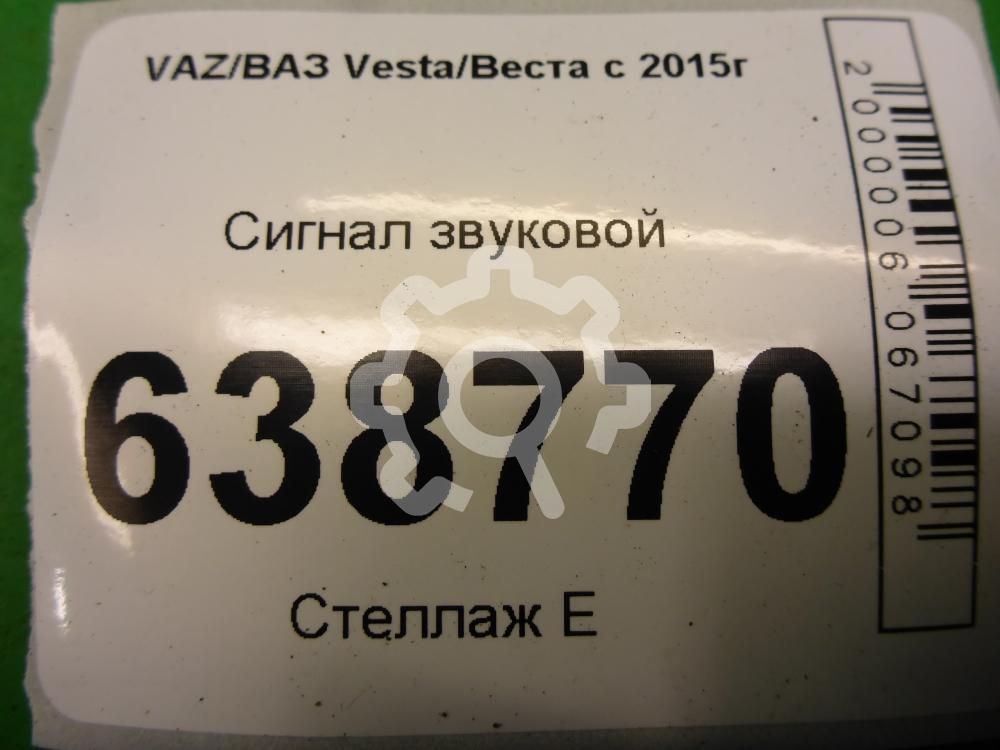 VAZ/ВАЗ Vesta/Веста с 2015г
Сигнал звуковой
638770
Стеллаж Е
2000006067098